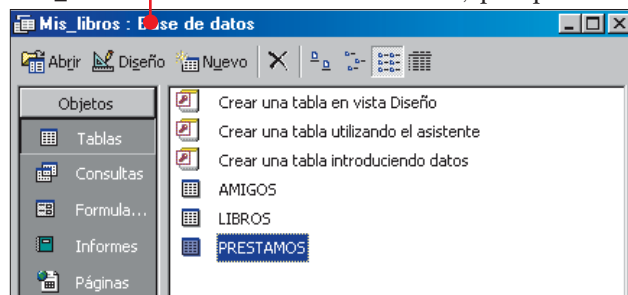 Mis_libros : Base de datos
Abrir Diseño Nuevo
Objetos
Tablas
Consultas
Formula...
Informes
Páginas
Crear una tabla en vista Diseño
Crear una tabla utilizando el asistente
Crear una tabla introduciendo datos
AMIGOS
LIBROS
PRESTAMOS